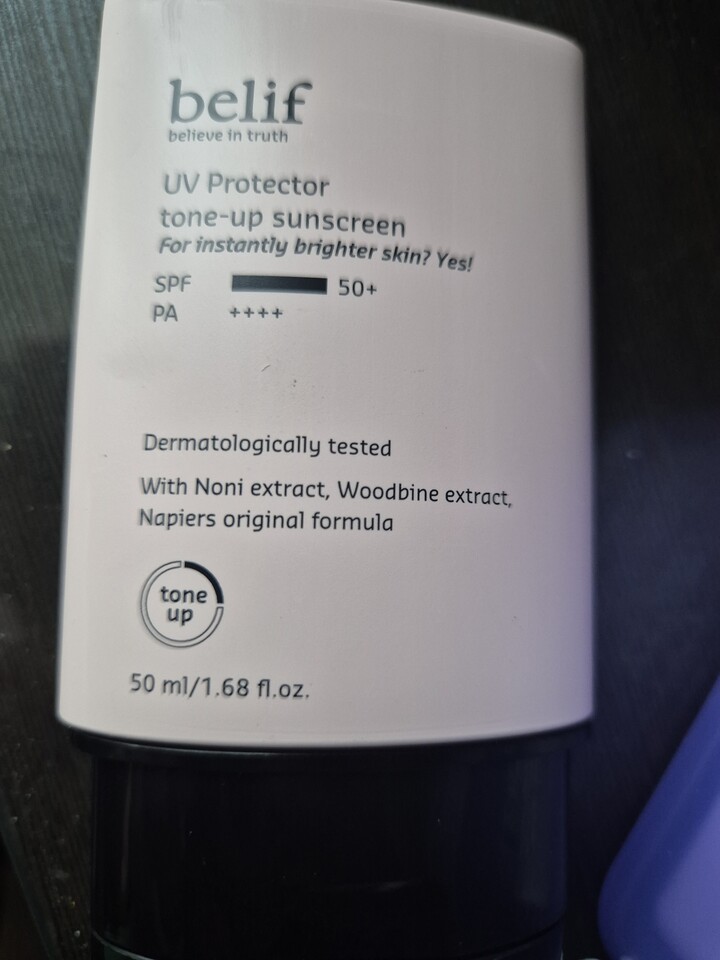 belif
believe in truth
UV Protector
tone-up sunscreen
For instantly brighter skin? Yes!
SPF 50+
PA ++++
Dermatologically tested
With Noni extract, Woodbine extract,
Napiers original formula
tone
up
50 ml/1.68 fl.oz.